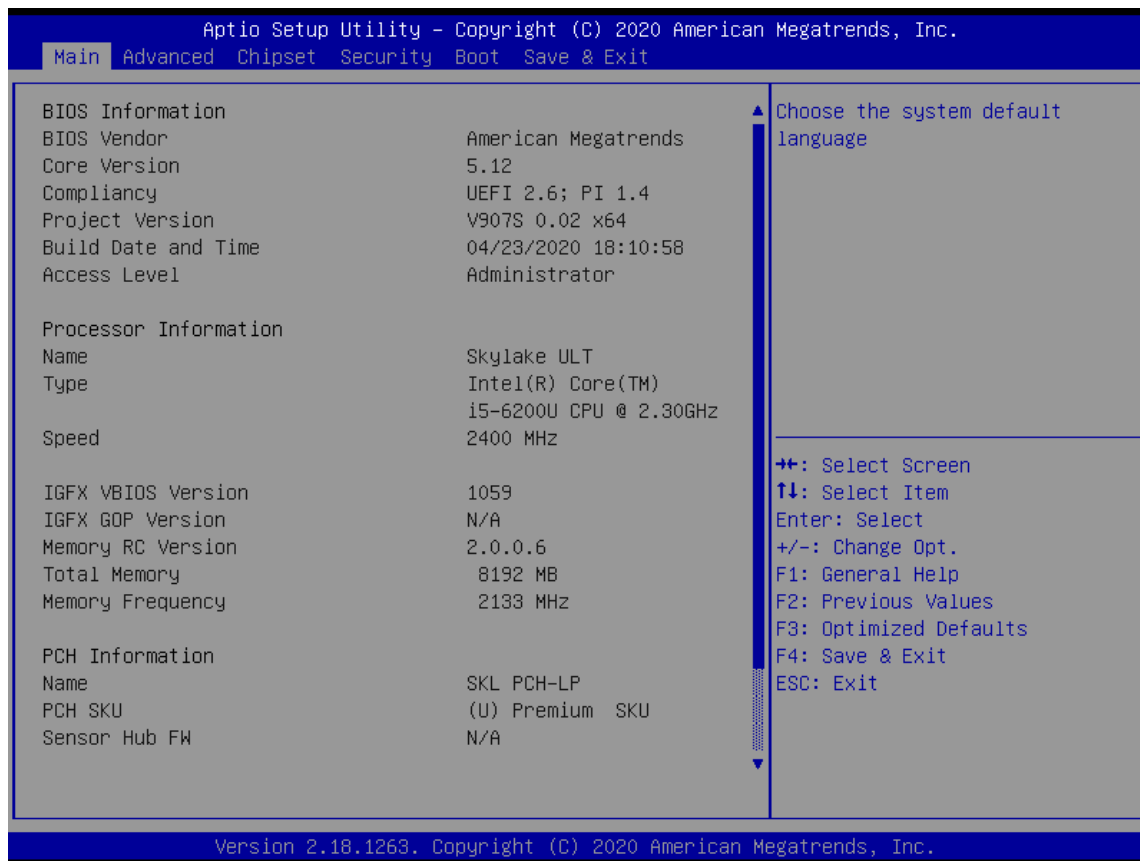 Aptio Setup Utility – Copyright (C) 2020 American Megatrends, Inc.
Main Advanced Chipset Security Boot Save & Exit
BIOS Information
BIOS Vendor American Megatrends
Core Version 5.12
Compliancy UEFI 2.6; PI 1.4
Project Version V907S 0.02 x64
Build Date and Time 04/23/2020 18:10:58
Access Level Administrator
Processor Information
Name Skylake ULT
Type Intel(R) Core(TM)
i5-6200U CPU @ 2.30GHz
Speed 2400 MHz
IGFX VBIOS Version 1059
IGFX GOP Version N/A
Memory RC Version 2.0.0.6
Total Memory 8192 MB
Memory Frequency 2133 MHz
PCH Information
Name SKL PCH-LP
PCH SKU (U) Premium SKU
Sensor Hub FW N/A
Choose the system default
language
→←: Select Screen
↑↓: Select Item
Enter: Select
+/-: Change Opt.
F1: General Help
F2: Previous Values
F3: Optimized Defaults
F4: Save & Exit
ESC: Exit
Version 2.18.1263. Copyright (C) 2020 American Megatrends, Inc.